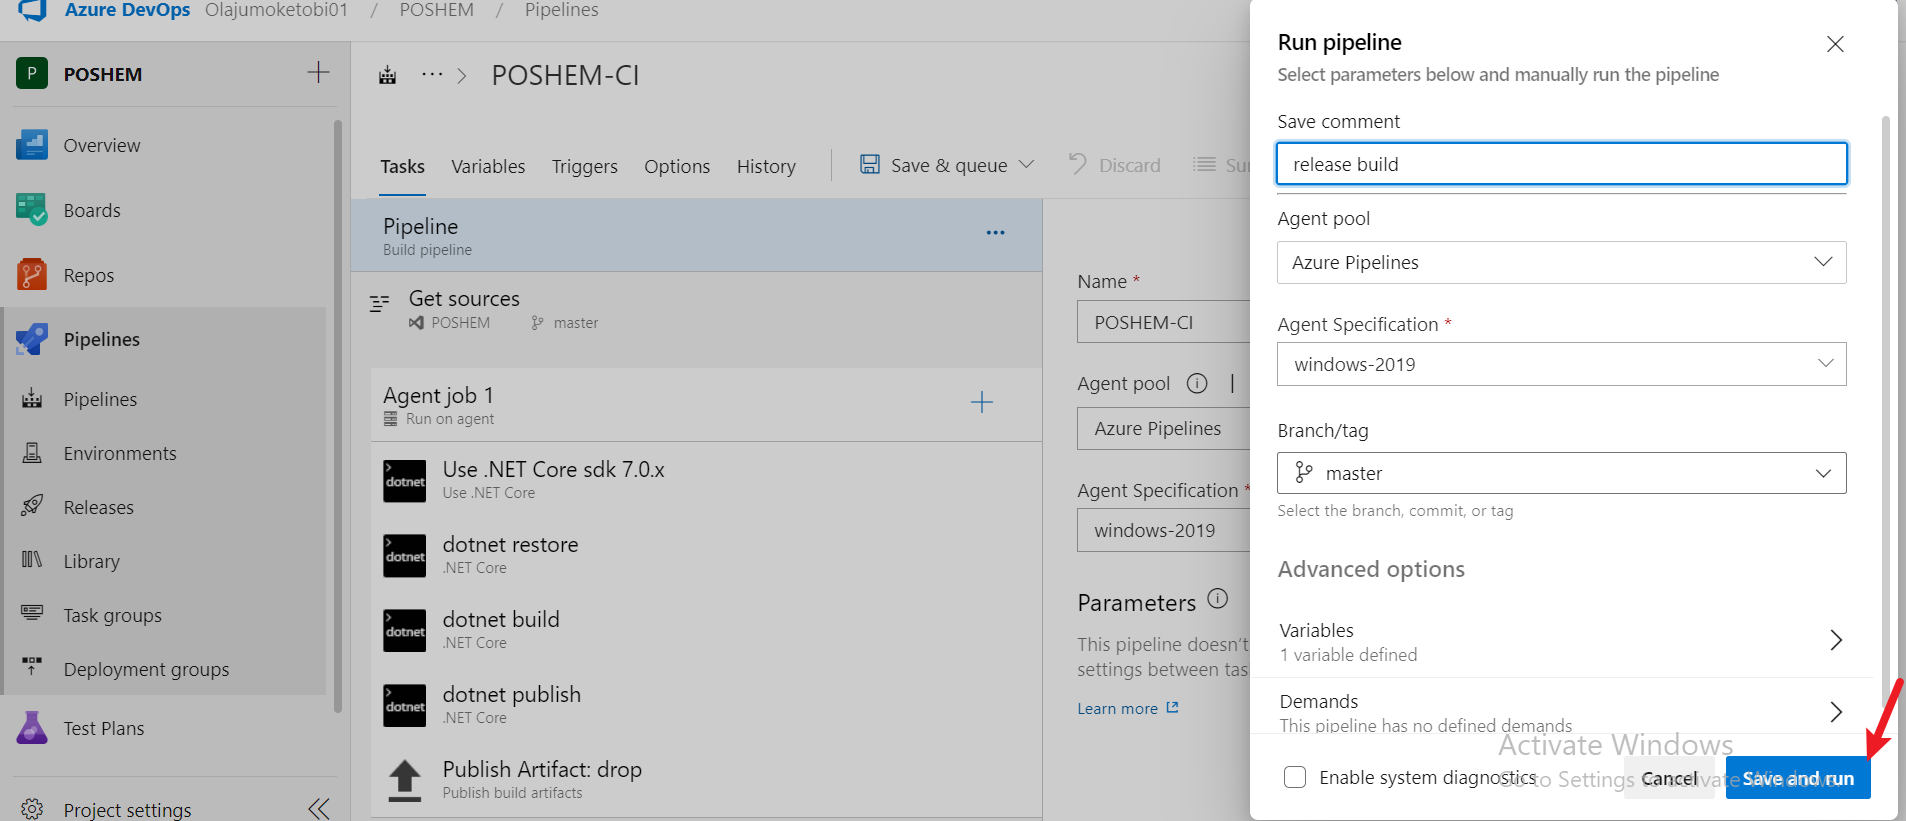 Azure DevOps Olajumoketobi01 / POSHEM / Pipelines
P POSHEM
Overview
Boards
Repos
Pipelines
Pipelines
Environments
Releases
Library
Task groups
Deployment groups
Test Plans
Project settings
··· > POSHEM-CI
Tasks Variables Triggers Options History Save & queue Discard Su
Pipeline
Build pipeline
Get sources
POSHEM master
Agent job 1
Run on agent
dotnet Use .NET Core sdk 7.0.x
Use .NET Core
dotnet dotnet restore
.NET Core
dotnet dotnet build
.NET Core
dotnet dotnet publish
.NET Core
Publish Artifact: drop
Publish build artifacts
Name *
POSHEM-CI
Agent pool |
Azure Pipelines
Agent Specification *
windows-2019
Parameters
This pipeline doesn't
settings between tas
Learn more
Run pipeline
Select parameters below and manually run the pipeline
Save comment
release build
Agent pool
Azure Pipelines
Agent Specification *
windows-2019
Branch/tag
master
Select the branch, commit, or tag
Advanced options
Variables
1 variable defined
Demands
This pipeline has no defined demands
Activate Windows
Go to Settings to activate Windows.
Enable system diagnostics Cancel Save and run